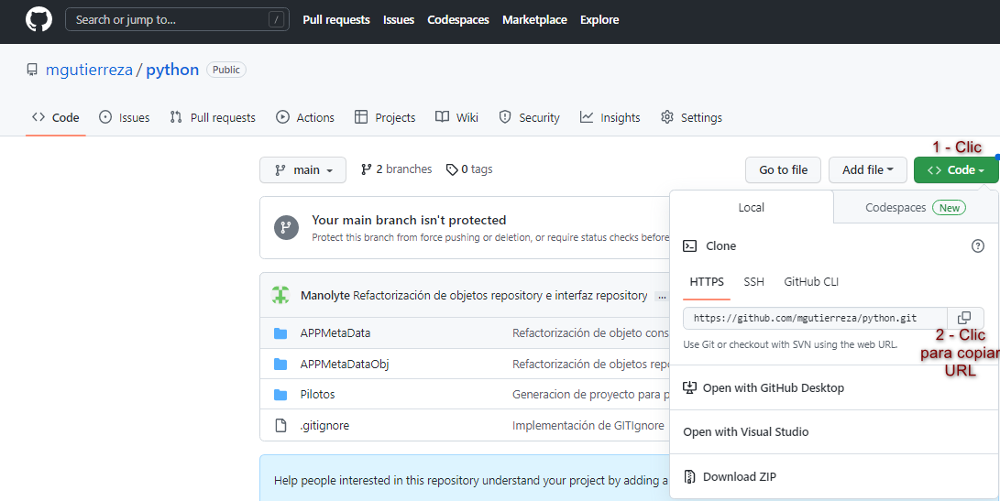 Search or jump to... / Pull requests Issues Codespaces Marketplace Explore
mgutierreza / python Public
Code Issues Pull requests Actions Projects Wiki Security Insights Settings
1 - Clic
main 2 branches 0 tags Go to file Add file Code
Your main branch isn't protected
Protect this branch from force pushing or deletion, or require status checks before
Local Codespaces New
Clone
HTTPS SSH GitHub CLI
https://github.com/mgutierreza/python.git
2 - Clic
para copiar
URL
Use Git or checkout with SVN using the web URL.
Open with GitHub Desktop
Open with Visual Studio
Download ZIP
Manolyte Refactorización de objetos repository e interfaz repository ...
APPMetaData Refactorización de objeto cons
APPMetaDataObj Refactorización de objetos repo
Pilotos Generacion de proyecto para p
.gitignore Implementación de GITIgnore
Help people interested in this repository understand your project by adding a